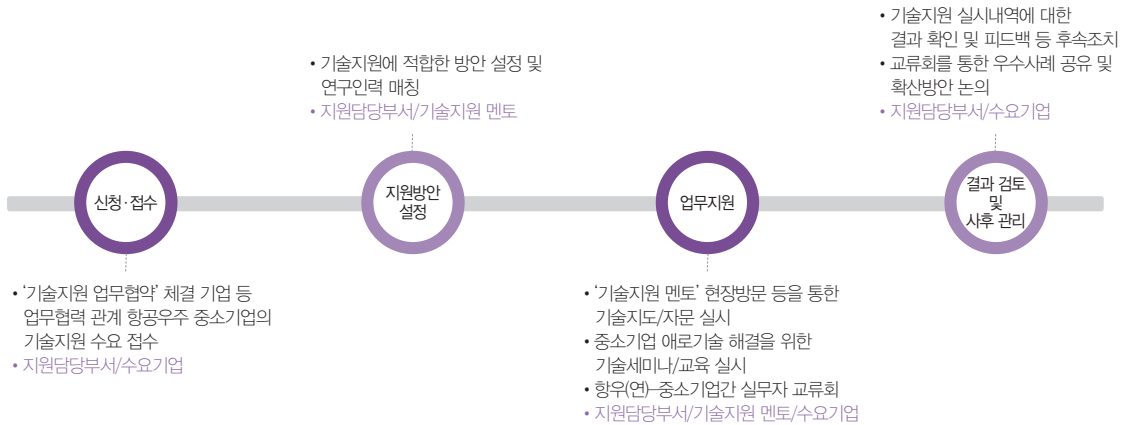 신청·접수
• '기술지원 업무협약' 체결 기업 등
업무협력 관계 항공우주 중소기업의
기술지원 수요 접수
• 지원담당부서/수요기업
• 기술지원에 적합한 방안 설정 및
연구인력 매칭
• 지원담당부서/기술지원 멘토
지원방안
설정
업무지원
• '기술지원 멘토' 현장방문 등을 통한
기술지도/자문 실시
• 중소기업 애로기술 해결을 위한
기술세미나/교육 실시
• 항우(연)–중소기업간 실무자 교류회
• 지원담당부서/기술지원 멘토/수요기업
• 기술지원 실시내역에 대한
결과 확인 및 피드백 등 후속조치
• 교류회를 통한 우수사례 공유 및
확산방안 논의
• 지원담당부서/수요기업
결과 검토
및
사후 관리